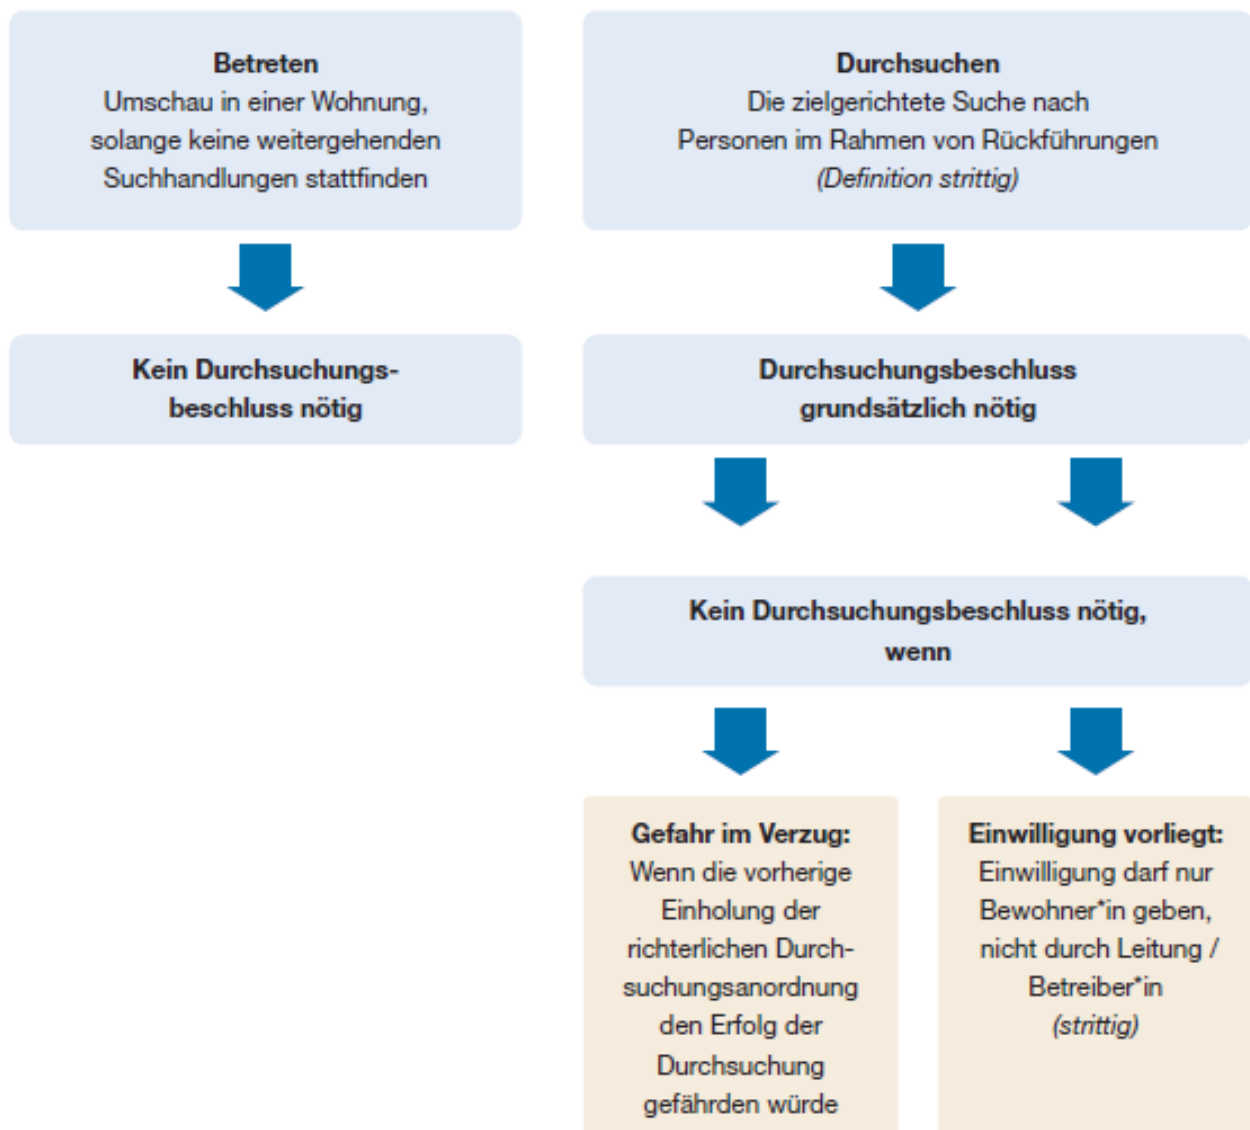 Betreten
Umschau in einer Wohnung,
solange keine weitergehenden
Suchhandlungen stattfinden
Kein Durchsuchungs-
beschluss nötig
Durchsuchen
Die zielgerichtete Suche nach
Personen im Rahmen von Rückführungen
(Definition strittig)
Durchsuchungsbeschluss
grundsätzlich nötig
Kein Durchsuchungsbeschluss nötig,
wenn
Gefahr im Verzug:
Wenn die vorherige
Einholung der
richterlichen Durch-
suchungsanordnung
den Erfolg der
Durchsuchung
gefährden würde
Einwilligung vorliegt:
Einwilligung darf nur
Bewohner*in geben,
nicht durch Leitung /
Betreiber*in
(strittig)